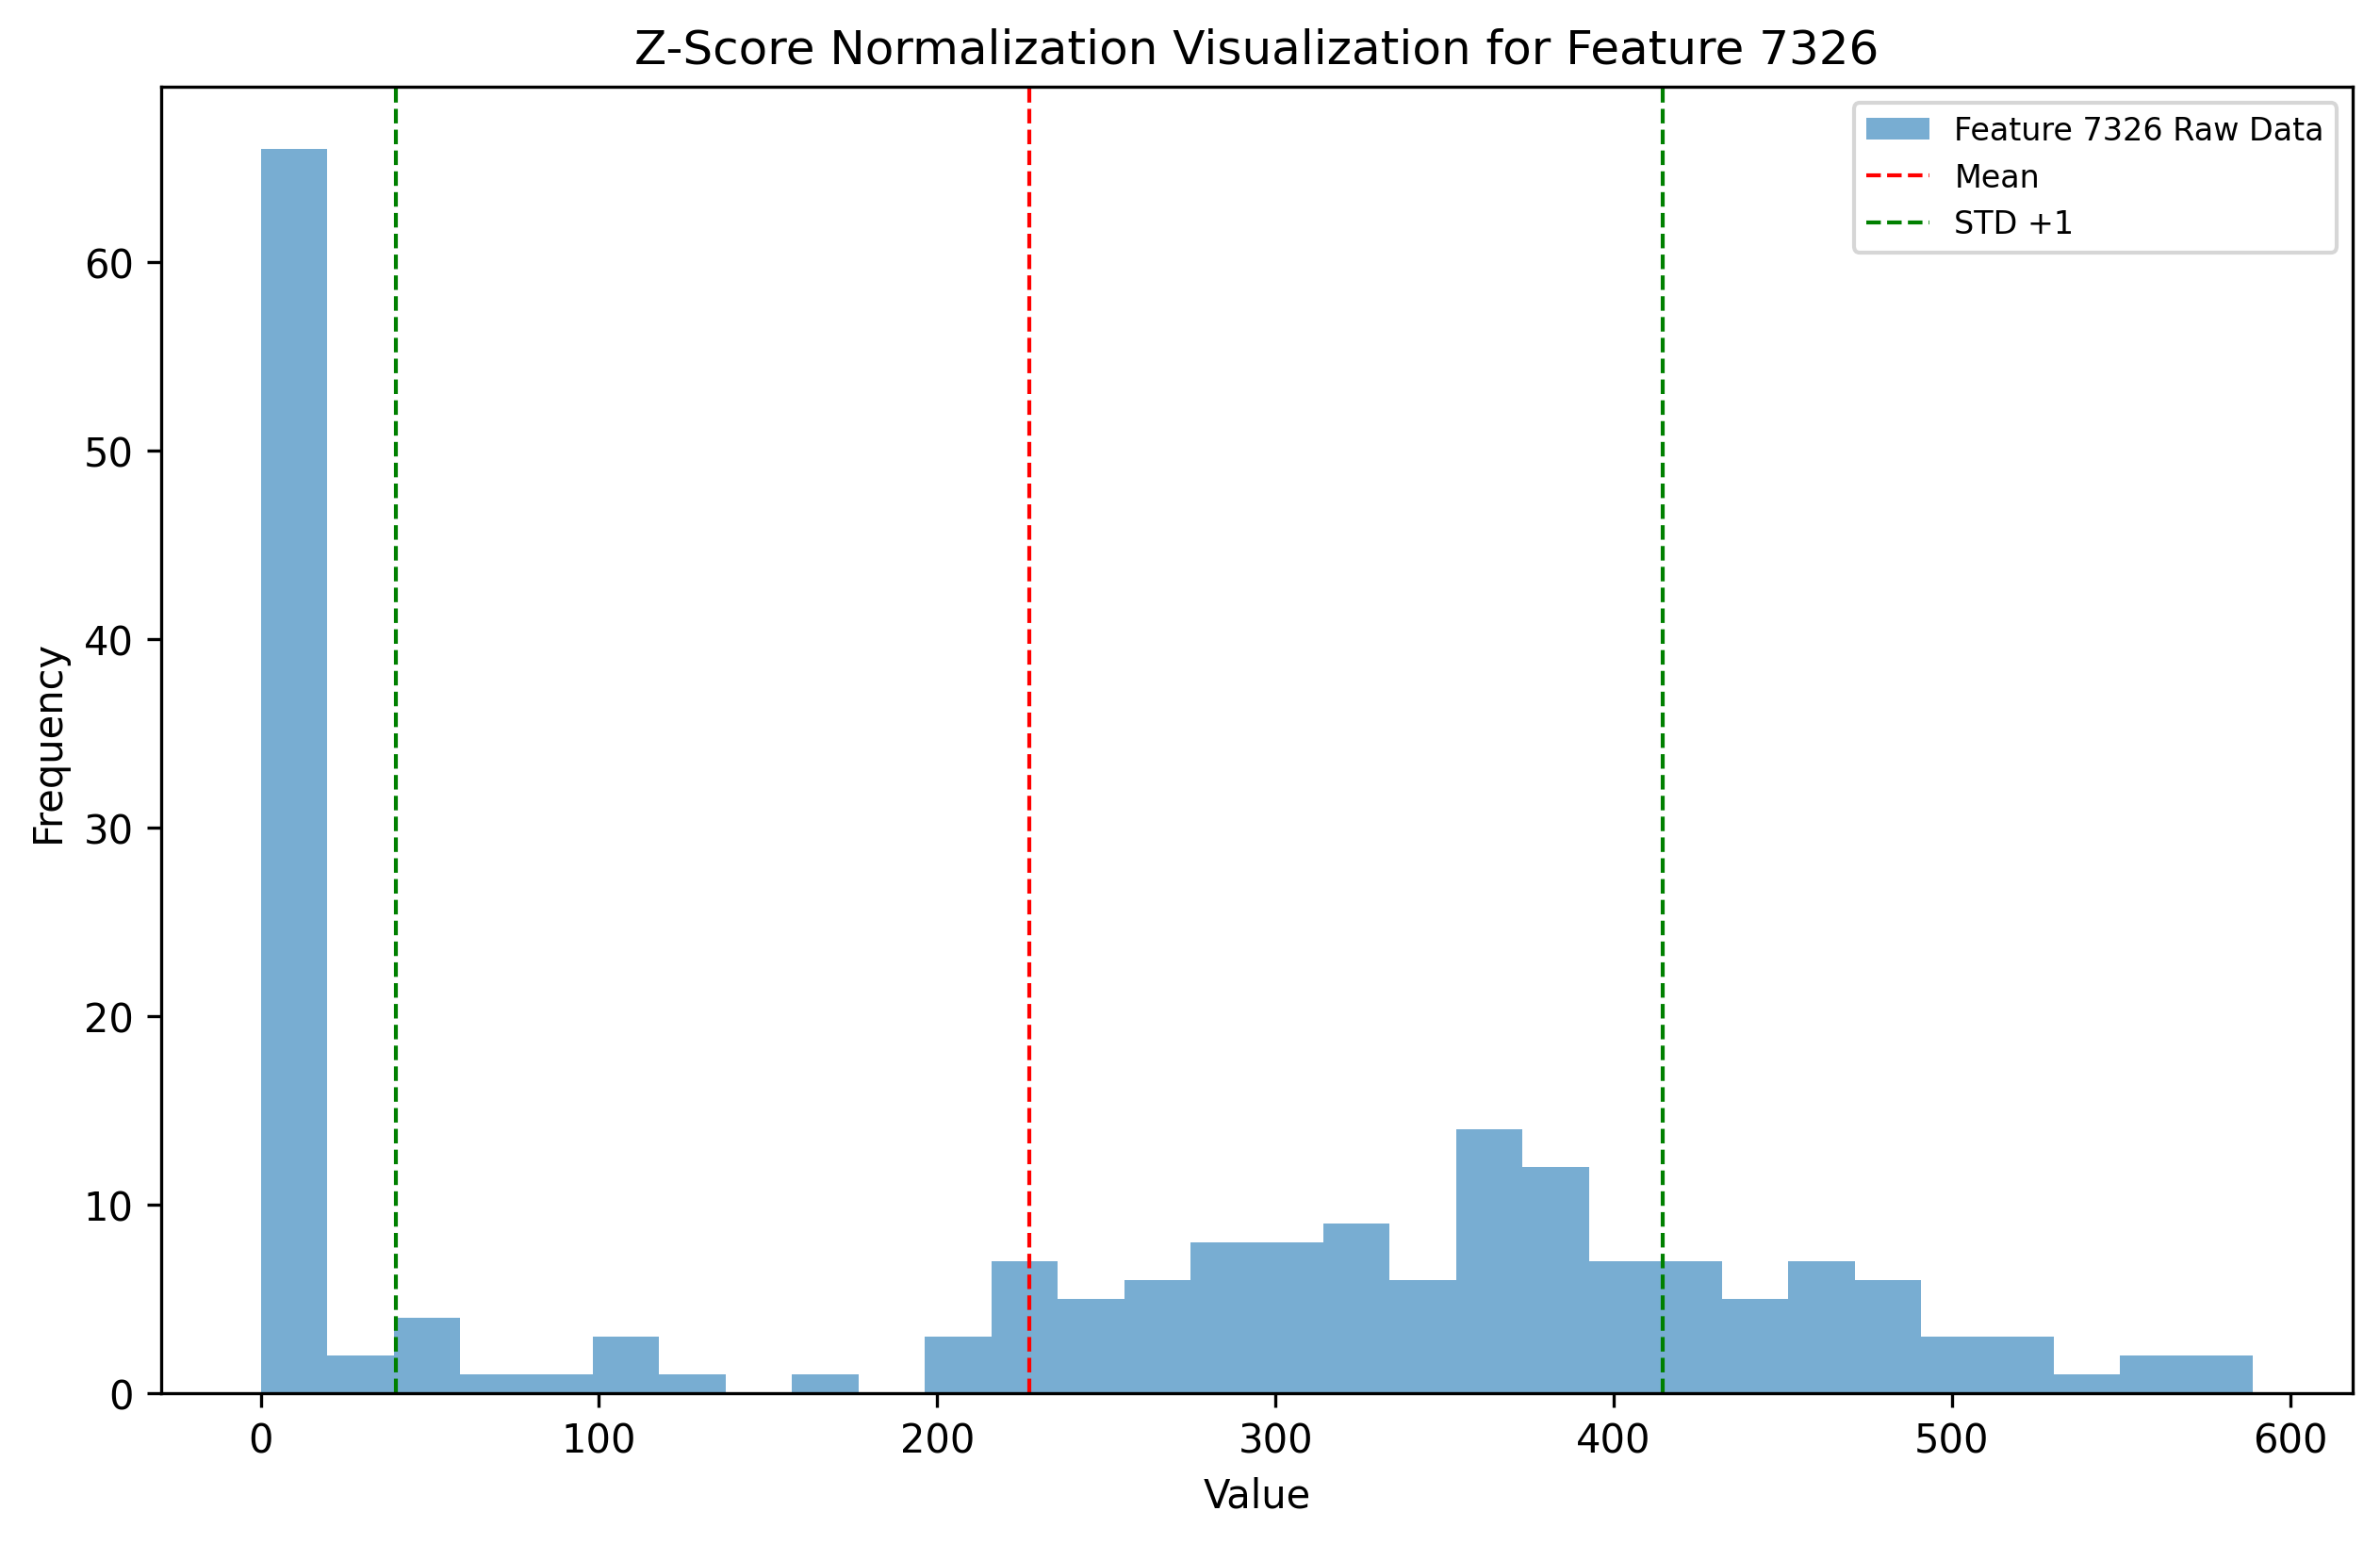 Z-Score Normalization Visualization for Feature 7326
Feature 7326 Raw Data
Mean
STD +1
60
50
40
30
20
10
0
Frequency
0 100 200 300 400 500 600
Value